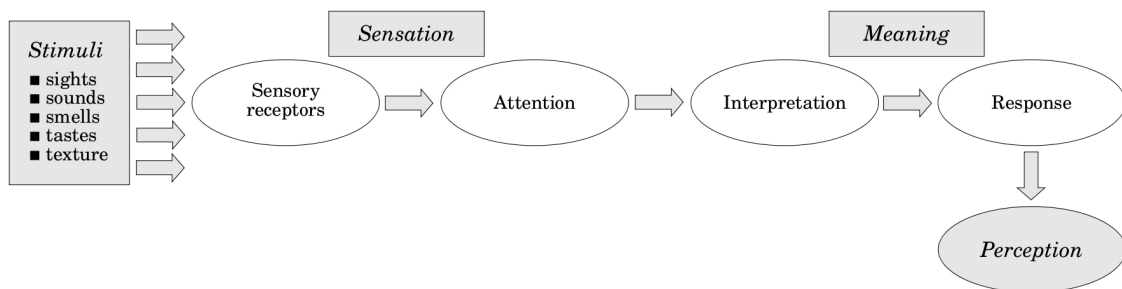 Stimuli
■ sights
■ sounds
■ smells
■ tastes
■ texture
Sensation
Sensory
receptors
Attention
Meaning
Interpretation
Response
Perception